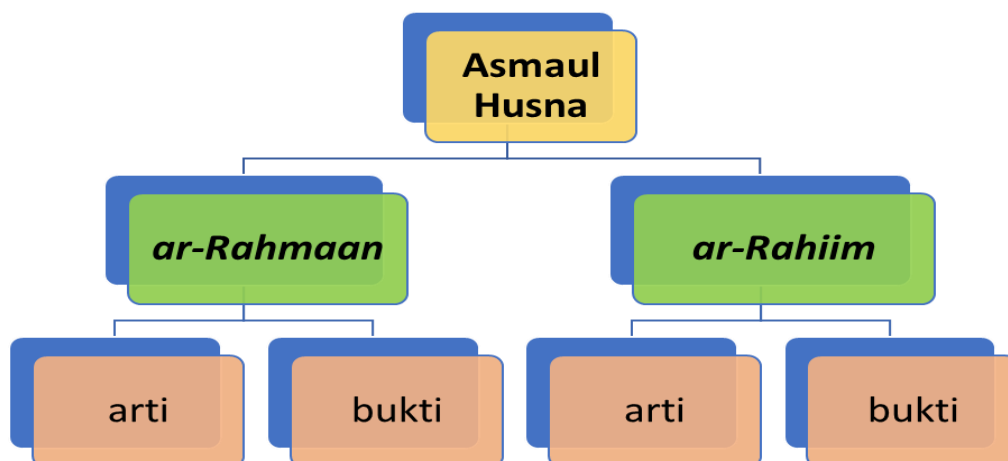 Asmaul
Husna
ar-Rahmaan
ar-Rahiim
arti
bukti
arti
bukti